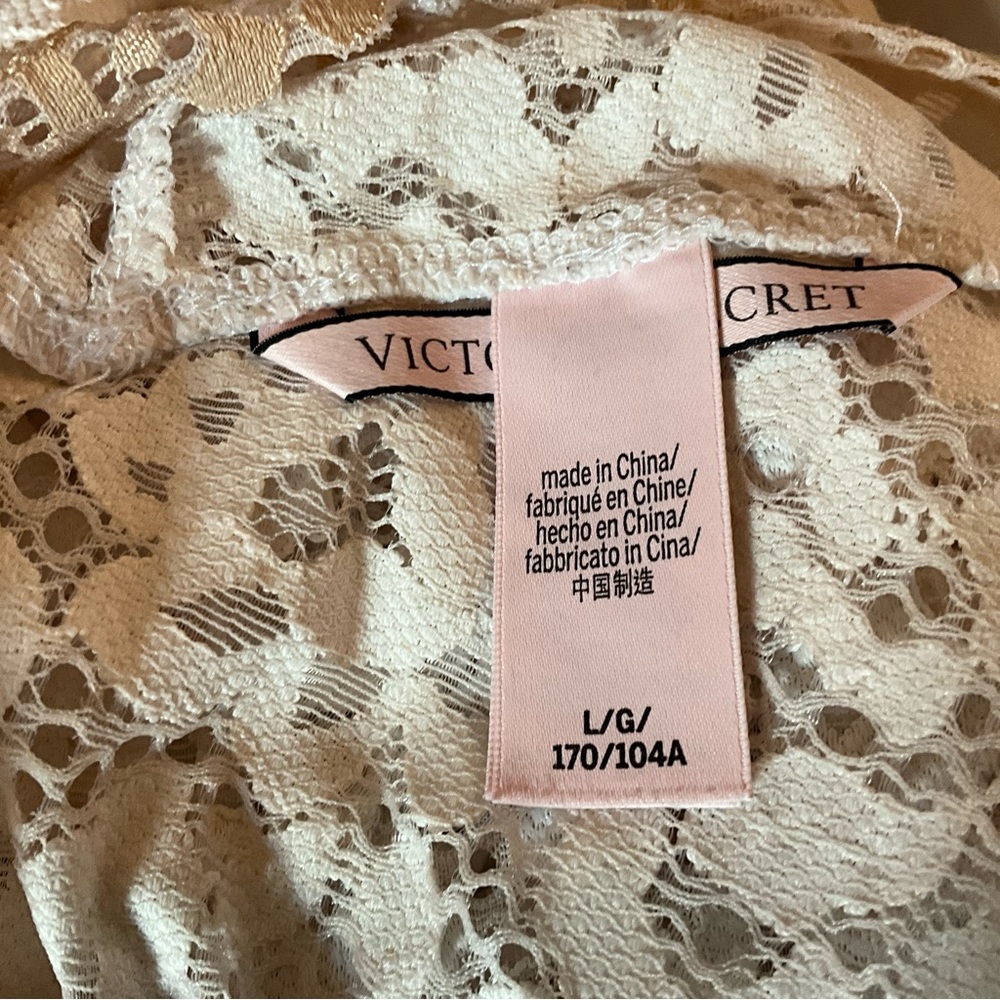 VICTO CRET
made in China/
fabriqué en Chine/
hecho en China/
fabbricato in Cina/
中国制造
L/G/
170/104A